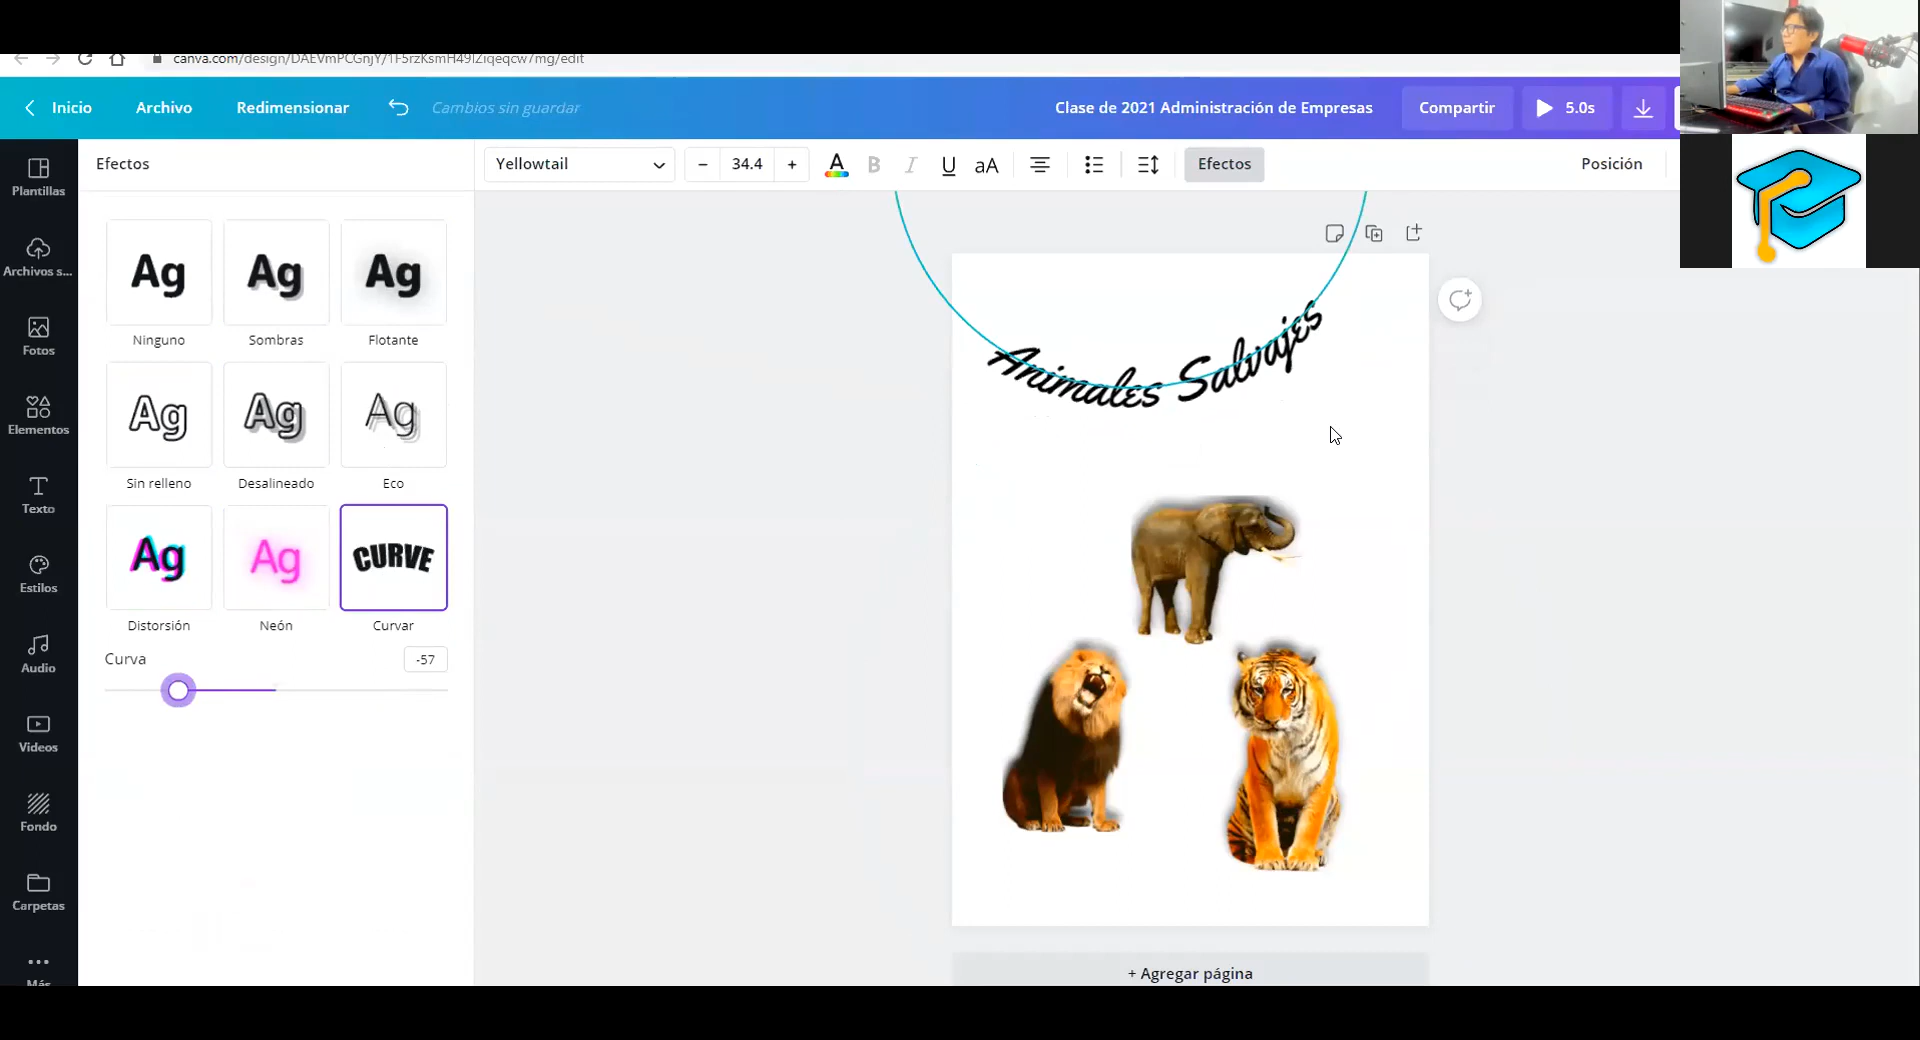 canva.com/design/DAEVmPCGnjY/1F5rzKsmH49lZiqeqcw7mg/edit
Inicio
Archivo
Redimensionar
Cambios sin guardar
Clase de 2021 Administración de Empresas
Compartir
5.0s
Plantillas
Archivos s...
Fotos
Elementos
Texto
Estilos
Audio
Videos
Fondo
Carpetas
Más
Efectos
Ag
Ag
Ag
Ninguno
Sombras
Flotante
Ag
Ag
Ag
Sin relleno
Desalineado
Eco
Ag
Ag
CURVE
Distorsión
Neón
Curvar
Curva
-57
Yellowtail
34.4
A
B
I
U
aA
Efectos
Posición
Animales Salvajes
+ Agregar página